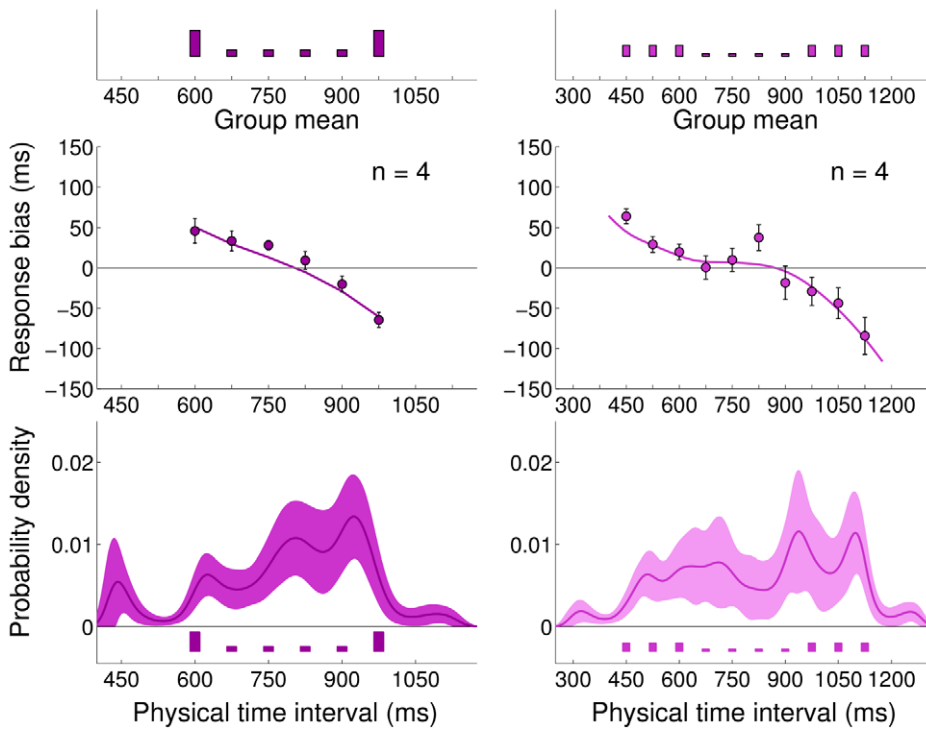 450 600 750 900 1050
Group mean
300 450 600 750 900 1050 1200
Group mean
Response bias (ms)
150
100
50
0
−50
−100
−150
n = 4
450 600 750 900 1050
150
100
50
0
−50
−100
−150
n = 4
300 450 600 750 900 1050 1200
Probability density
0.02
0.01
0
450 600 750 900 1050
Physical time interval (ms)
0.02
0.01
0
300 450 600 750 900 1050 1200
Physical time interval (ms)